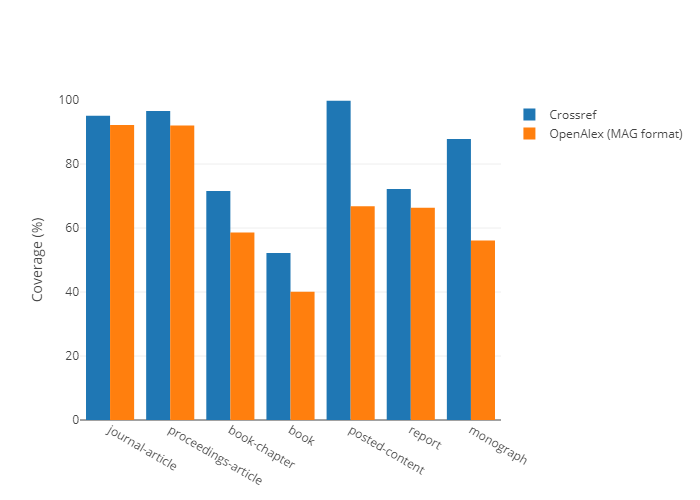 100
80
60
40
20
0
Coverage (%)
journal-article
proceedings-article
book-chapter
book
posted-content
report
monograph
Crossref
OpenAlex (MAG format)